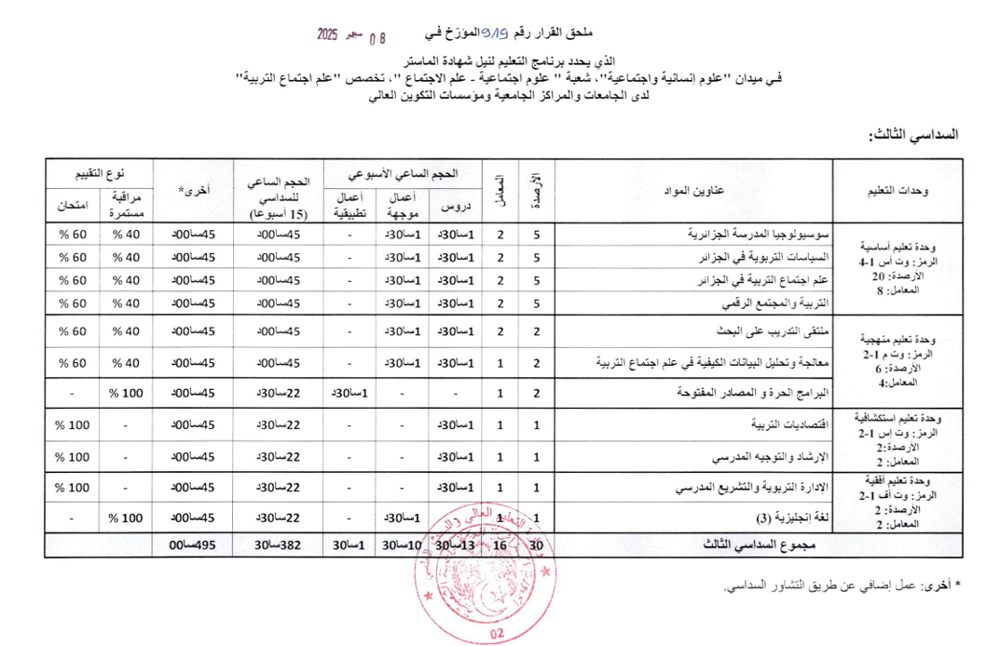 ملحق القرار رقم 919 المؤرّخ في 08 سبتمبر 2025
الذي يحدد برنامج التعليم لنيل شهادة الماستر
في ميدان "علوم إنسانية واجتماعية"، شعبة " علوم اجتماعية - علم الاجتماع "، تخصص "علم اجتماع التربية"
لدى الجامعات والمراكز الجامعية ومؤسسات التكوين العالي
السداسي الثالث:
وحدات التعليم | عناوين المواد | الأرصدة | المعامل | الحجم الساعي الأسبوعي | الحجم الساعي للسداسي (15 أسبوعا) | أخرى* | نوع التقييم
دروس | أعمال موجهة | أعمال تطبيقية | مراقبة مستمرة | امتحان
وحدة تعليم أساسية
الرمز: وت أس 1-4
الأرصدة: 20
المعامل: 8
سوسيولوجيا المدرسة الجزائرية | 5 | 2 | 1سا30د | 1سا30د | - | 45سا00د | 45سا00د | 40 % | 60 %
السياسات التربوية في الجزائر | 5 | 2 | 1سا30د | 1سا30د | - | 45سا00د | 45سا00د | 40 % | 60 %
علم اجتماع التربية في الجزائر | 5 | 2 | 1سا30د | 1سا30د | - | 45سا00د | 45سا00د | 40 % | 60 %
التربية والمجتمع الرقمي | 5 | 2 | 1سا30د | 1سا30د | - | 45سا00د | 45سا00د | 40 % | 60 %
وحدة تعليم منهجية
الرمز: وت م 1-2
الأرصدة: 6
المعامل:4
ملتقى التدريب على البحث | 2 | 2 | 1سا30د | 1سا30د | - | 45سا00د | 45سا00د | 40 % | 60 %
معالجة وتحليل البيانات الكيفية في علم اجتماع التربية | 2 | 1 | 1سا30د | 1سا30د | - | 45سا00د | 45سا00د | 40 % | 60 %
البرامج الحرة و المصادر المفتوحة | 2 | 1 | - | - | 1سا30د | 22سا30د | 45سا00د | 100 % | -
وحدة تعليم استكشافية
الرمز: وت إس 1-2
الأرصدة:2
المعامل: 2
اقتصاديات التربية | 1 | 1 | 1سا30د | - | - | 22سا30د | 45سا00د | - | 100 %
الإرشاد والتوجيه المدرسي | 1 | 1 | 1سا30د | - | - | 22سا30د | 45سا00د | - | 100 %
وحدة تعليم أفقية
الرمز: وت أف 1-2
الأرصدة: 2
المعامل: 2
الإدارة التربوية والتشريع المدرسي | 1 | 1 | 1سا30د | - | - | 22سا30د | 45سا00د | - | 100 %
لغة إنجليزية (3) | 1 | 1 | 1سا30د | - | 22سا30د | 45سا00د | 100 % | -
مجموع السداسي الثالث | 30 | 16 | 13سا30 | 10سا30 | 1سا30 | 382سا30 | 495سا00
* أخرى: عمل إضافي عن طريق التشاور السداسي.
02